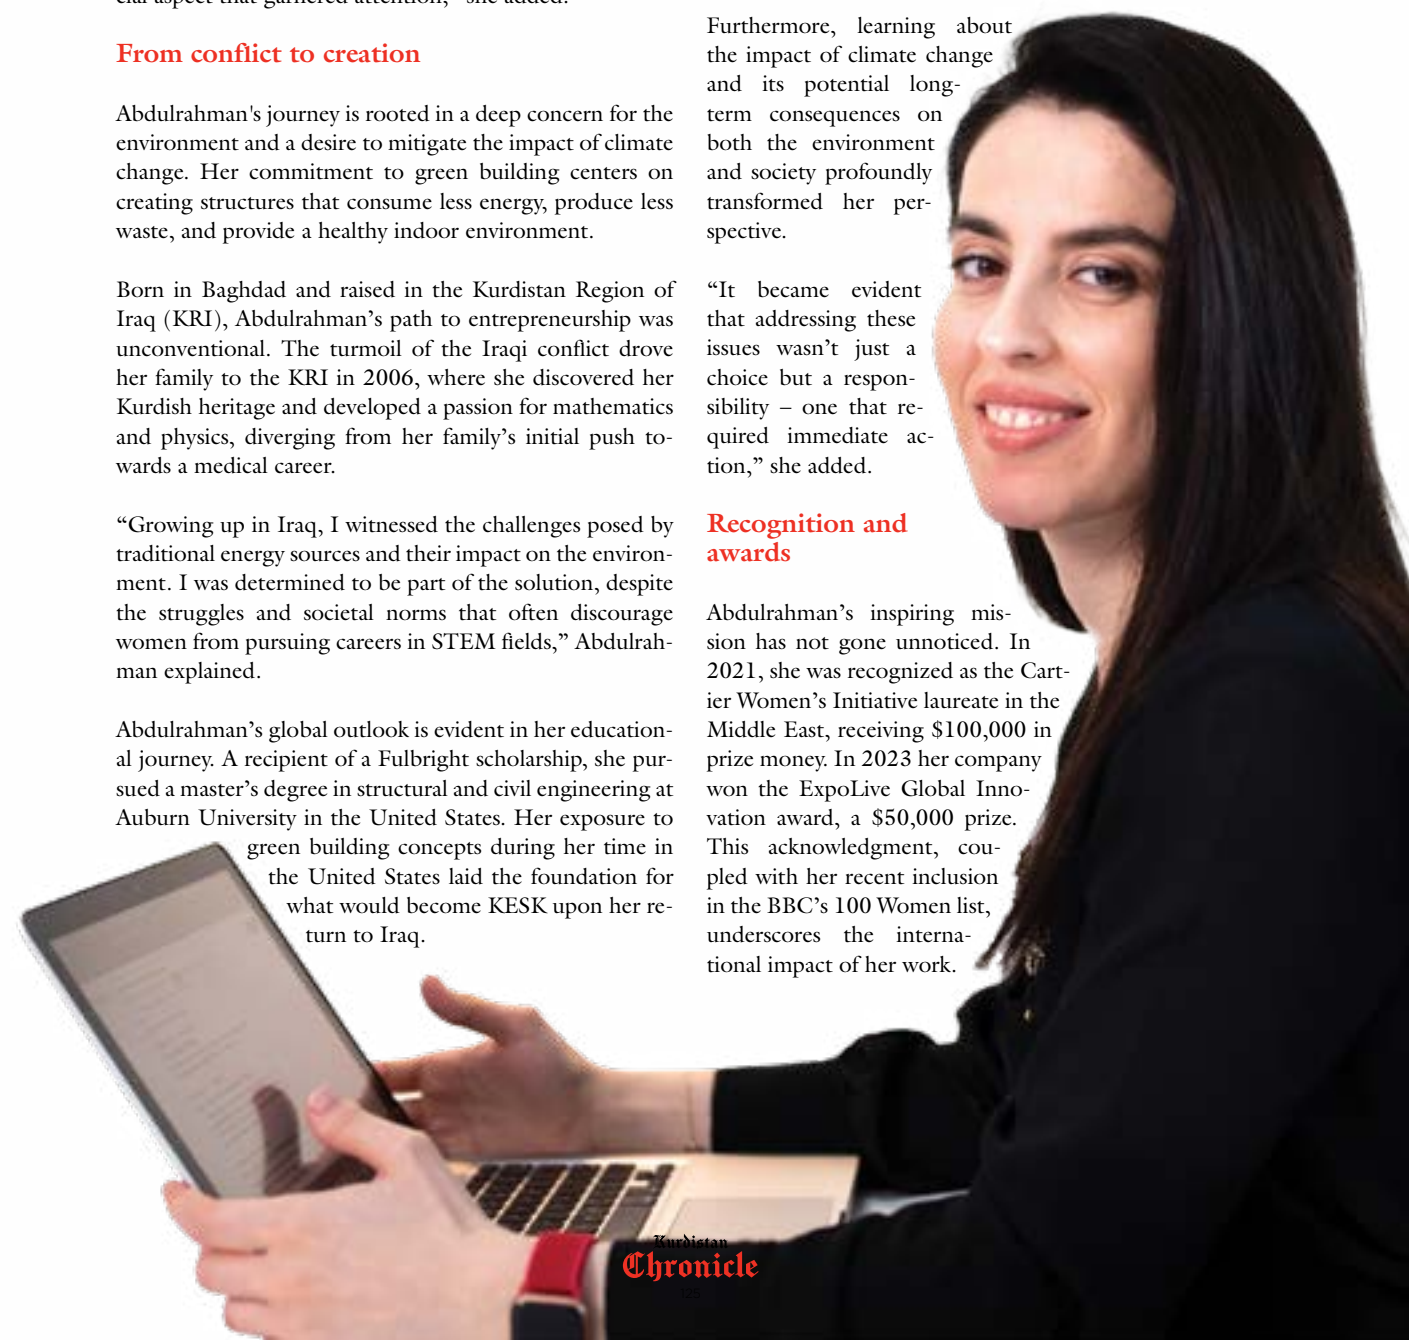 From conflict to creation
Abdulrahman's journey is rooted in a deep concern for the
environment and a desire to mitigate the impact of climate
change. Her commitment to green building centers on
creating structures that consume less energy, produce less
waste, and provide a healthy indoor environment.
Born in Baghdad and raised in the Kurdistan Region of
Iraq (KRI), Abdulrahman’s path to entrepreneurship was
unconventional. The turmoil of the Iraqi conflict drove
her family to the KRI in 2006, where she discovered her
Kurdish heritage and developed a passion for mathematics
and physics, diverging from her family’s initial push to-
wards a medical career.
“Growing up in Iraq, I witnessed the challenges posed by
traditional energy sources and their impact on the environ-
ment. I was determined to be part of the solution, despite
the struggles and societal norms that often discourage
women from pursuing careers in STEM fields,” Abdulrah-
man explained.
Abdulrahman’s global outlook is evident in her education-
al journey. A recipient of a Fulbright scholarship, she pur-
sued a master’s degree in structural and civil engineering at
Auburn University in the United States. Her exposure to
green building concepts during her time in
the United States laid the foundation for
what would become KESK upon her re-
turn to Iraq.
Furthermore, learning about
the impact of climate change
and its potential long-
term consequences on
both the environment
and society profoundly
transformed her per-
spective.
“It became evident
that addressing these
issues wasn’t just a
choice but a respon-
sibility – one that re-
quired immediate ac-
tion,” she added.
Recognition and
awards
Abdulrahman’s inspiring mis-
sion has not gone unnoticed. In
2021, she was recognized as the Cart-
ier Women’s Initiative laureate in the
Middle East, receiving $100,000 in
prize money. In 2023 her company
won the ExpoLive Global Inno-
vation award, a $50,000 prize.
This acknowledgment, cou-
pled with her recent inclusion
in the BBC’s 100 Women list,
underscores the interna-
tional impact of her work.
Kurdistan
Chronicle